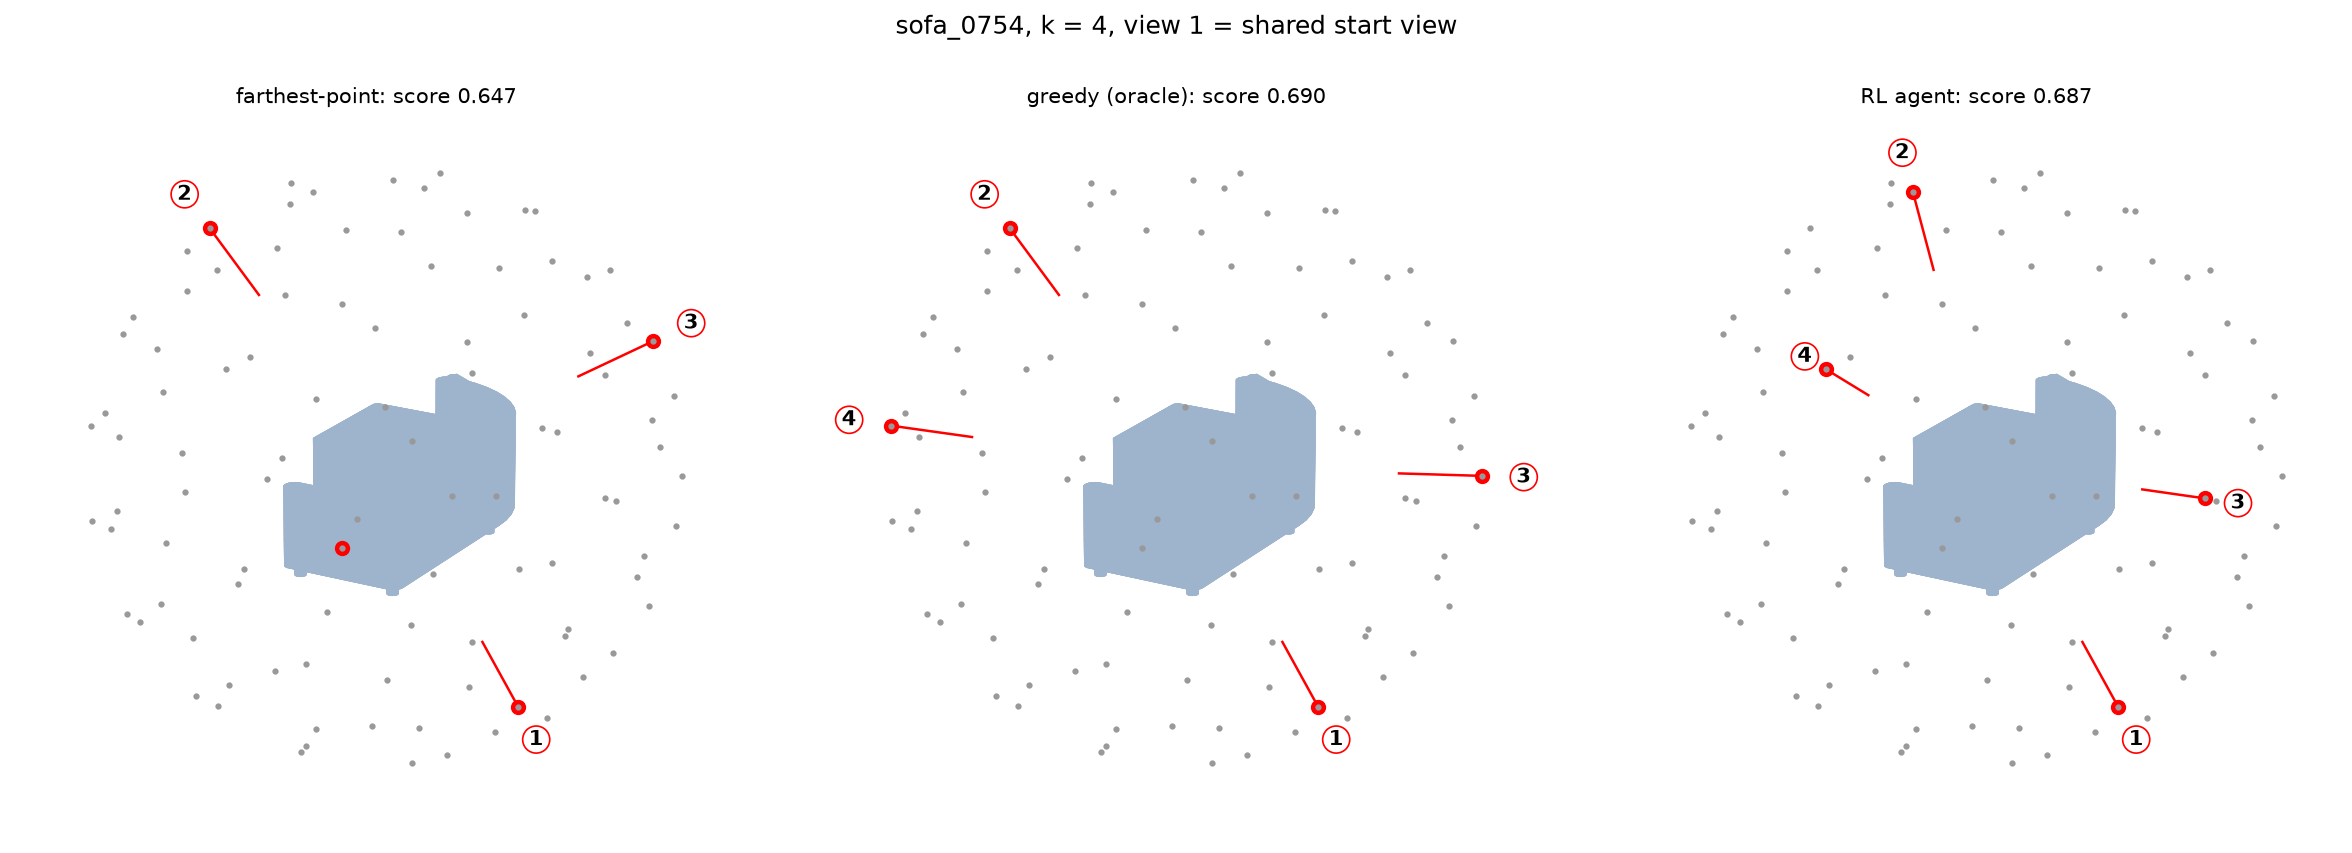 sofa_0754, k = 4, view 1 = shared start view
farthest-point: score 0.647
2
3
1
greedy (oracle): score 0.690
2
4
3
1
RL agent: score 0.687
2
4
3
1